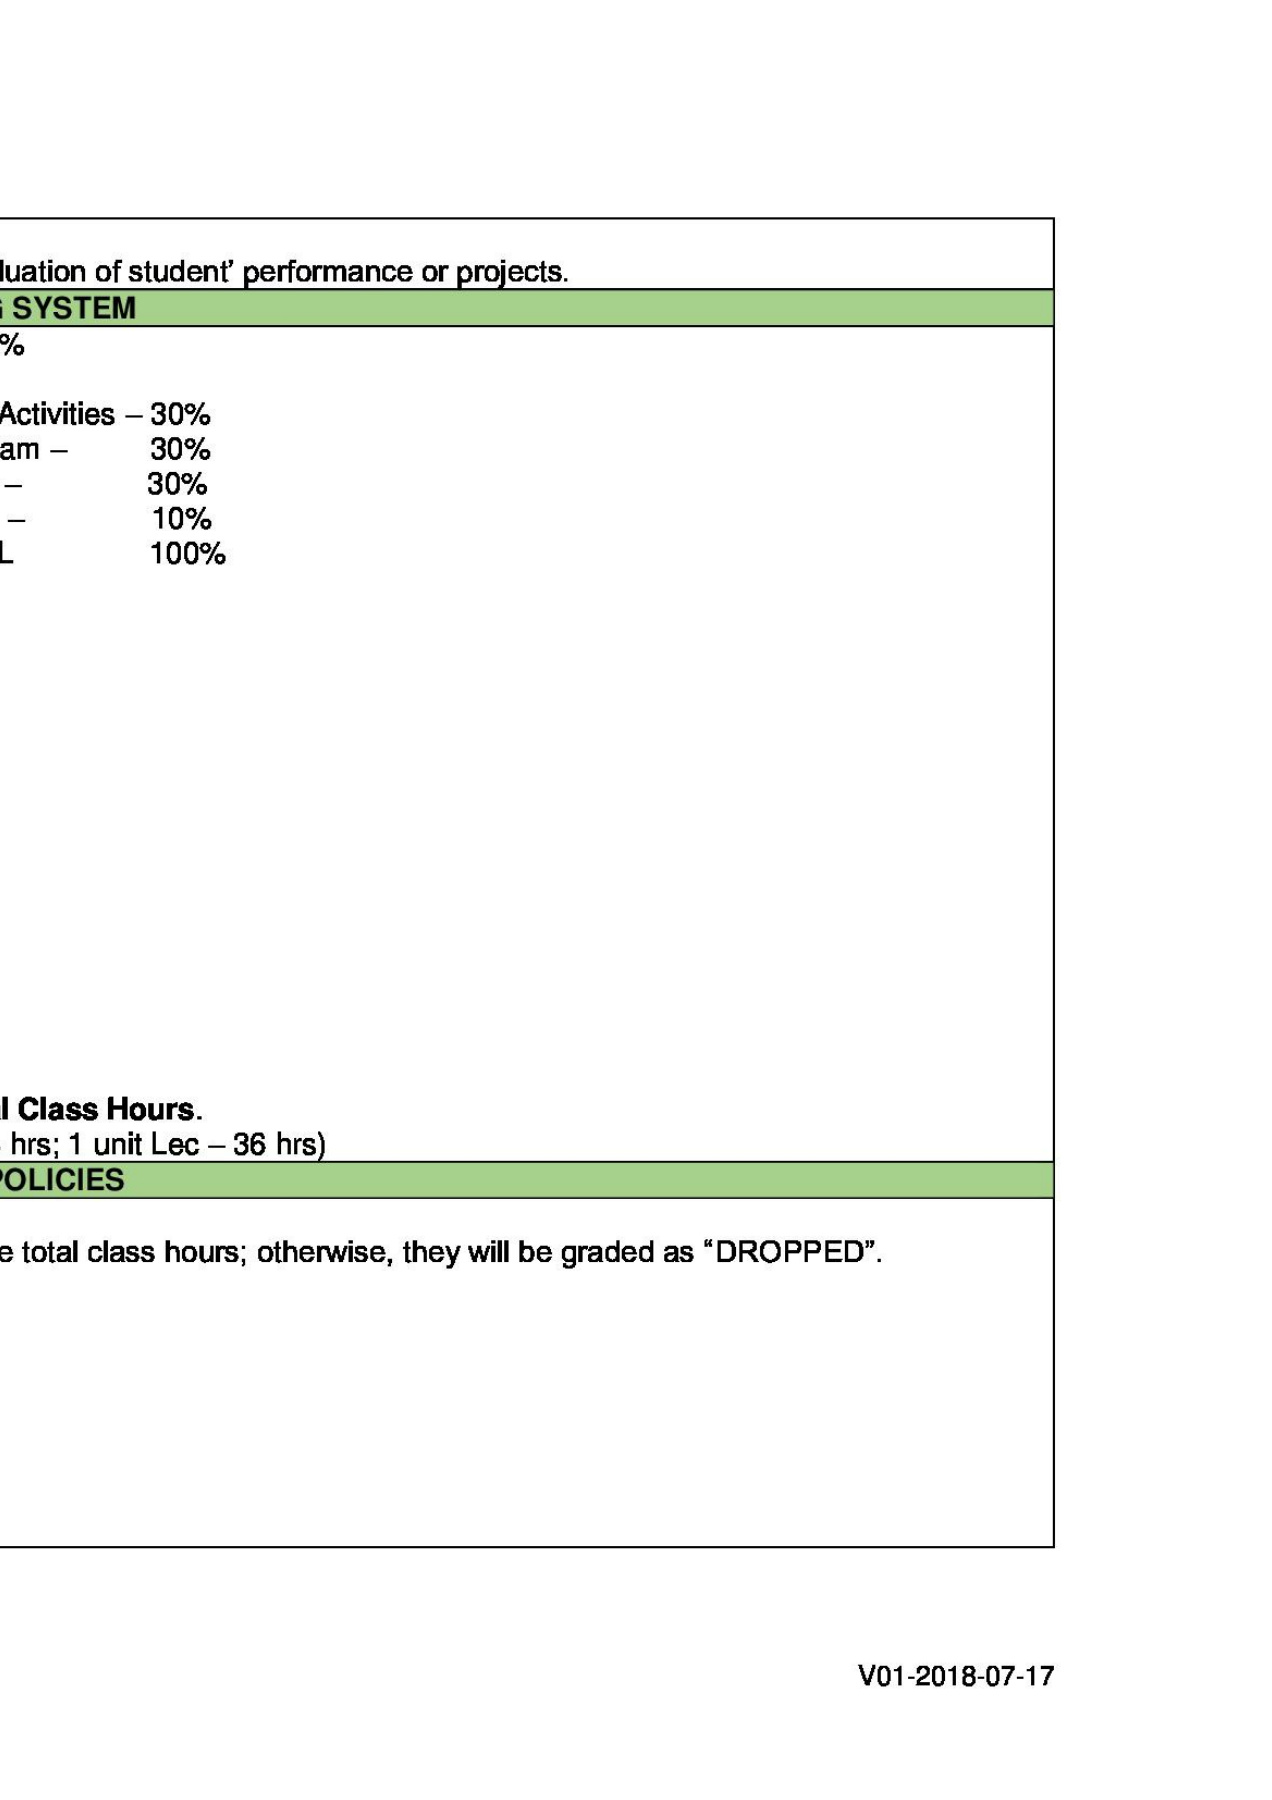 luation of student’ performance or projects.
G SYSTEM
%
Activities – 30%
am – 30%
– 30%
– 10%
L 100%
l Class Hours.
hrs; 1 unit Lec – 36 hrs)
POLICIES
e total class hours; otherwise, they will be graded as “DROPPED”.
V01-2018-07-17